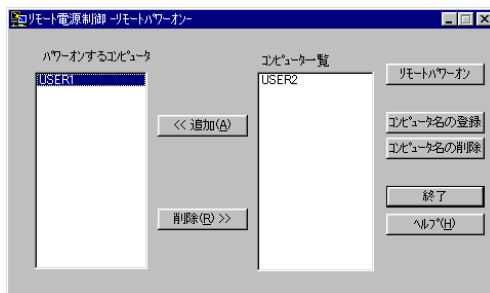 リモート電源制御 -リモートパワーオン-
パワーオンするコンピュータ
コンピューター覧
USER1
USER2
リモートパワーオン
<< 追加(A)
コンピュータ名の登録
コンピュータ名の削除
終了
削除(R) >>
ヘルプ(H)